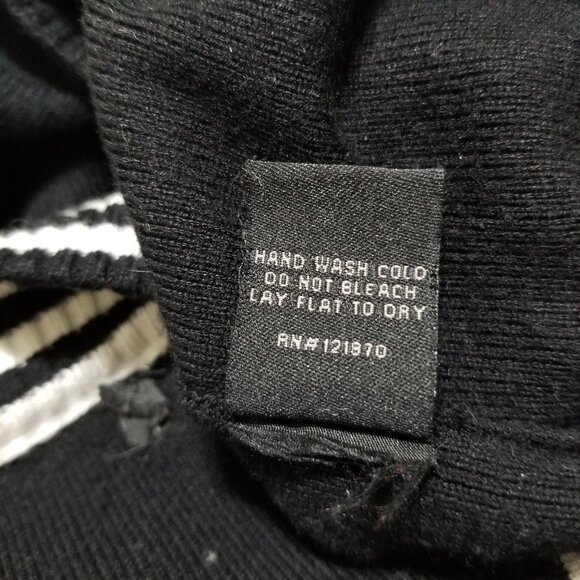 HAND WASH COLD
DO NOT BLEACH
LAY FLAT TO DRY
RN#121870